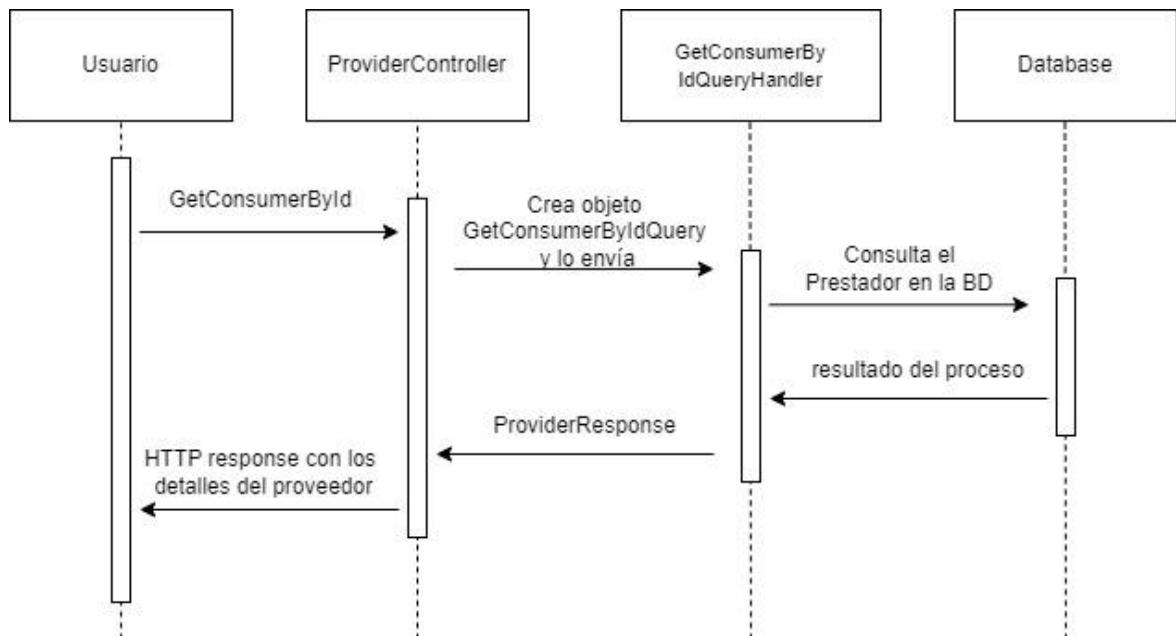 Usuario
ProviderController
GetConsumerBy
IdQueryHandler
Database
GetConsumerById
Crea objeto
GetConsumerByIdQuery
y lo envía
Consulta el
Prestador en la BD
resultado del proceso
ProviderResponse
HTTP response con los
detalles del proveedor